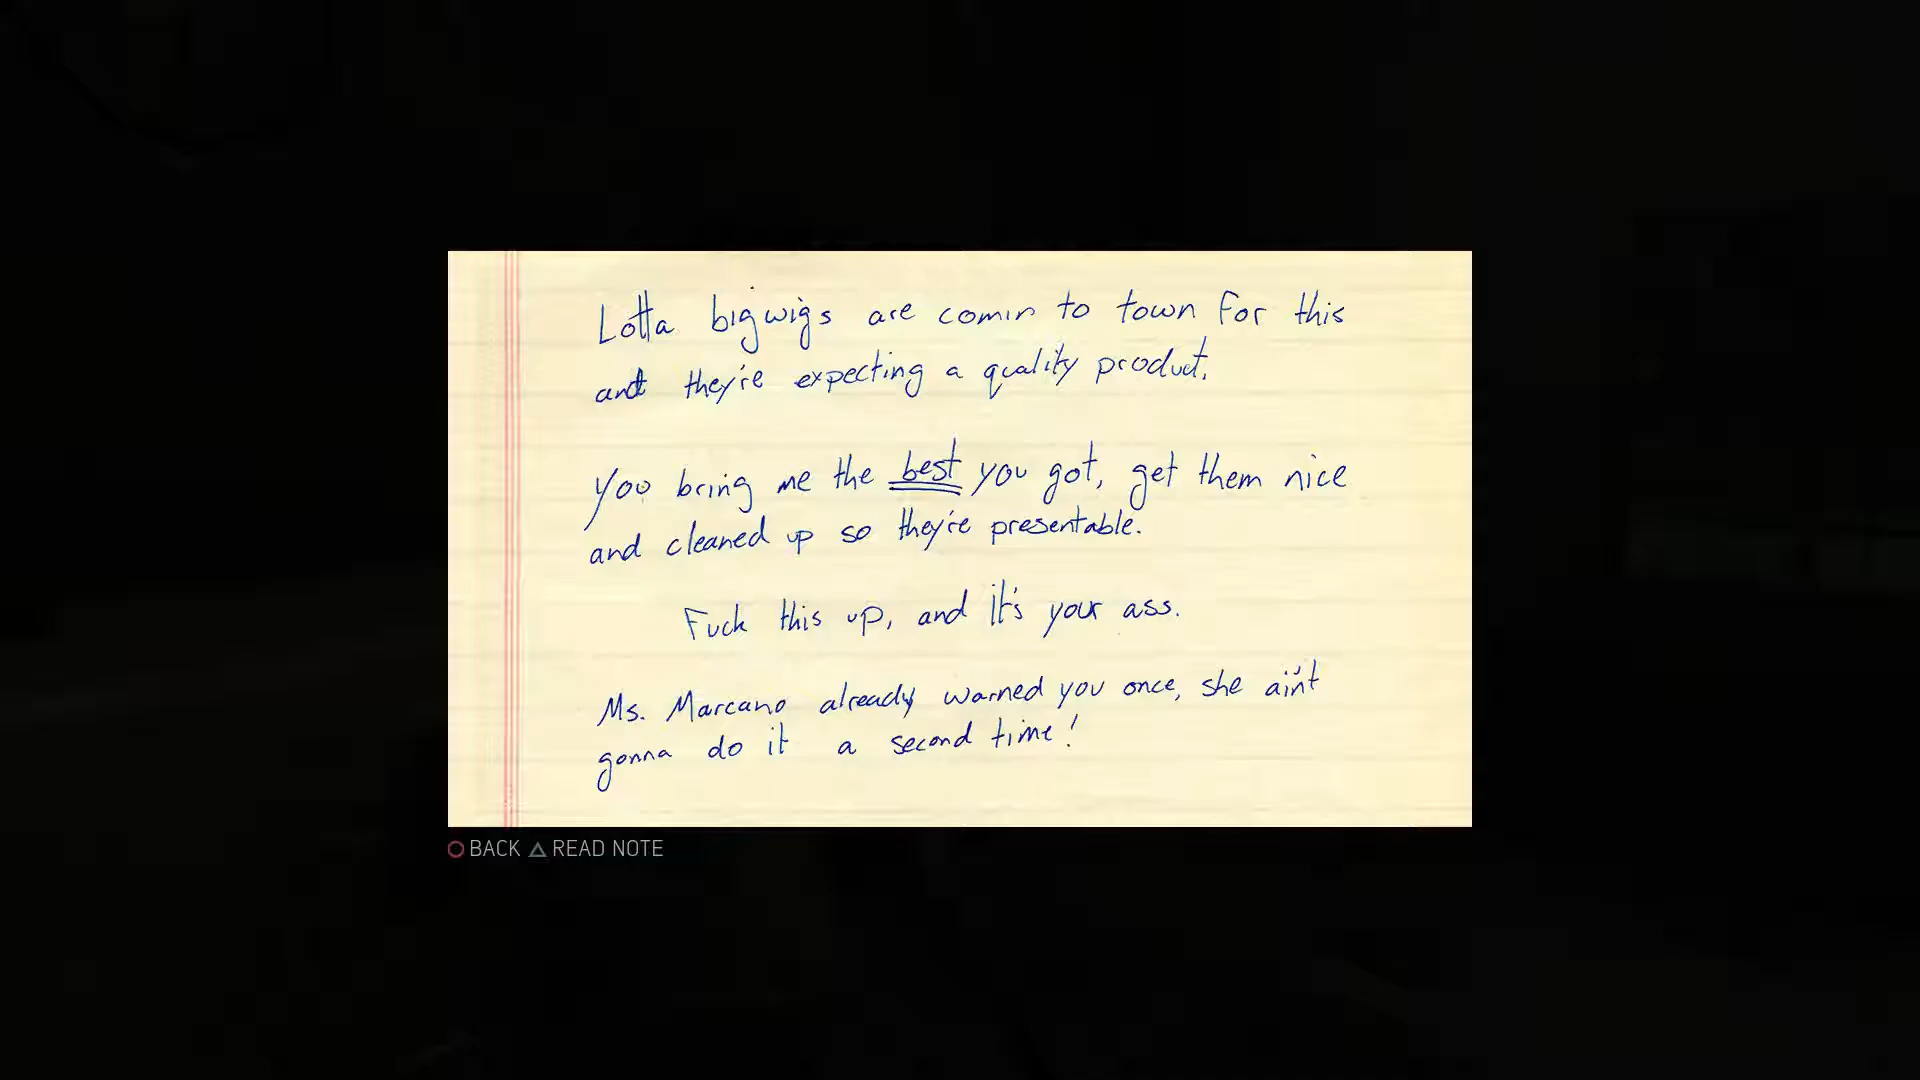 Lotta bigwigs are comin to town for this
and they're expecting a quality product.
You bring me the best you got, get them nice
and cleaned up so they're presentable.
Fuck this up, and it's your ass.
Ms. Marcano already warned you once, she ain't
gonna do it a second time!
BACK READ NOTE